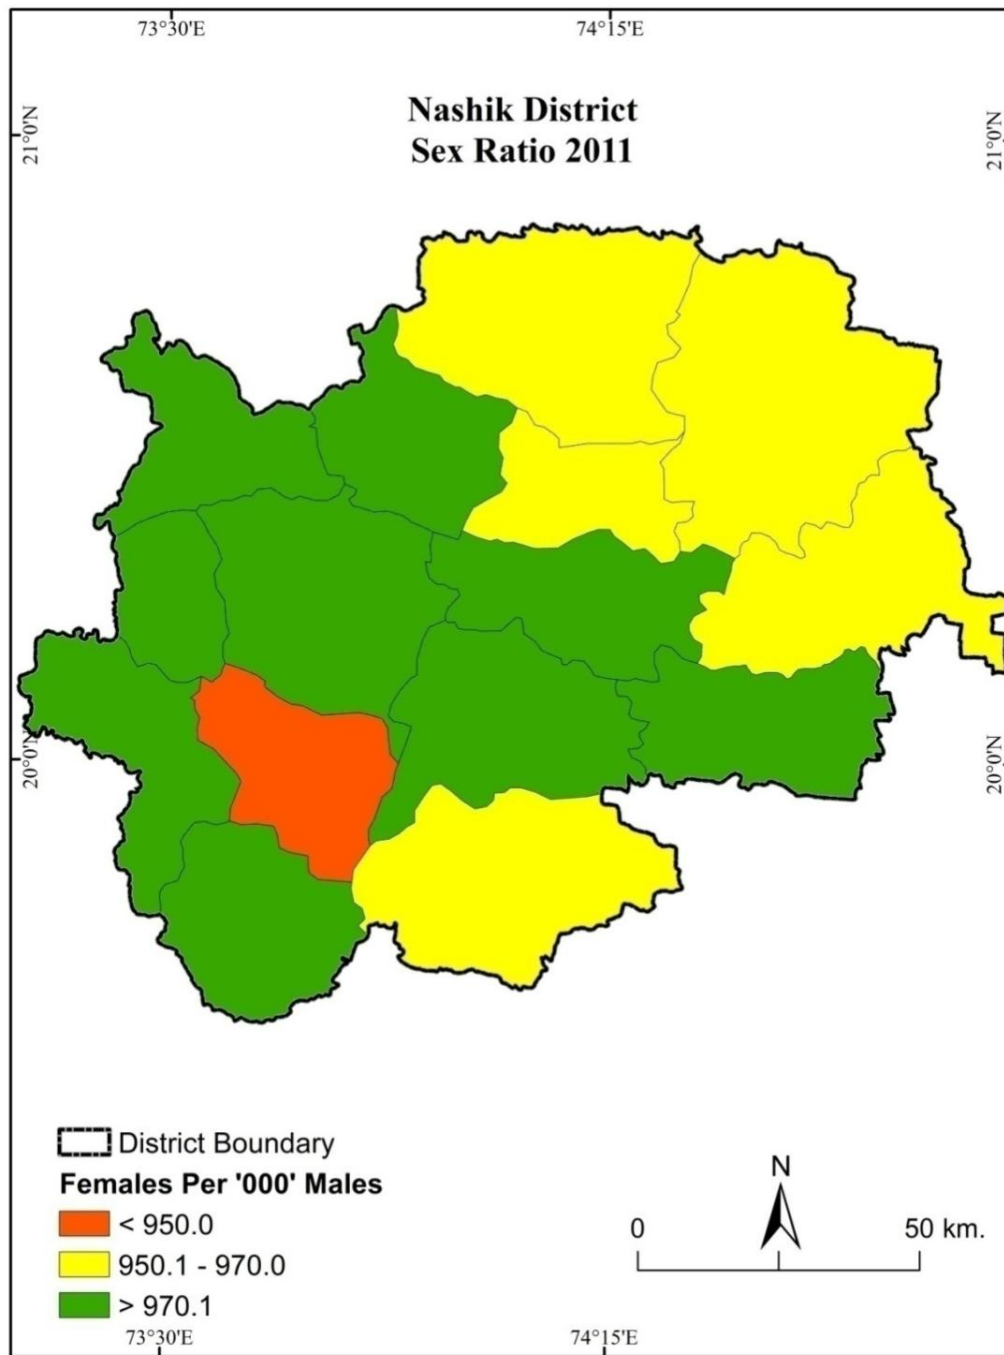 73°30'E 74°15'E
Nashik District
Sex Ratio 2011
21°0'N 21°0'N
20°0'N 20°0'N
District Boundary
Females Per '000' Males
< 950.0
950.1 - 970.0
> 970.1
N
0 50 km.
73°30'E 74°15'E